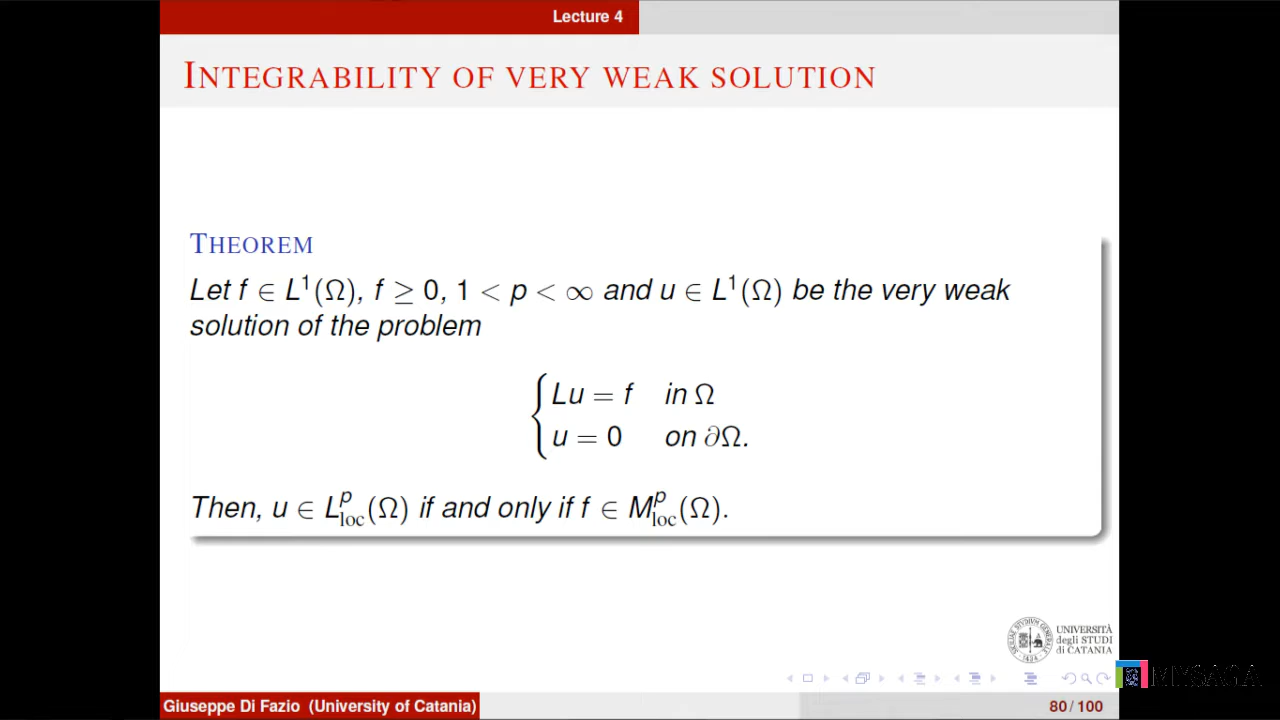 Lecture 4
INTEGRABILITY OF VERY WEAK SOLUTION
THEOREM
Let f ∈ L¹(Ω), f ≥ 0, 1 < p < ∞ and u ∈ L¹(Ω) be the very weak
solution of the problem
{ Lu = f in Ω
u = 0 on ∂Ω.
Then, u ∈ L^p_loc(Ω) if and only if f ∈ M^p_loc(Ω).
UNIVERSITÀ
degli STUDI
di CATANIA
Giuseppe Di Fazio (University of Catania)
80 / 100